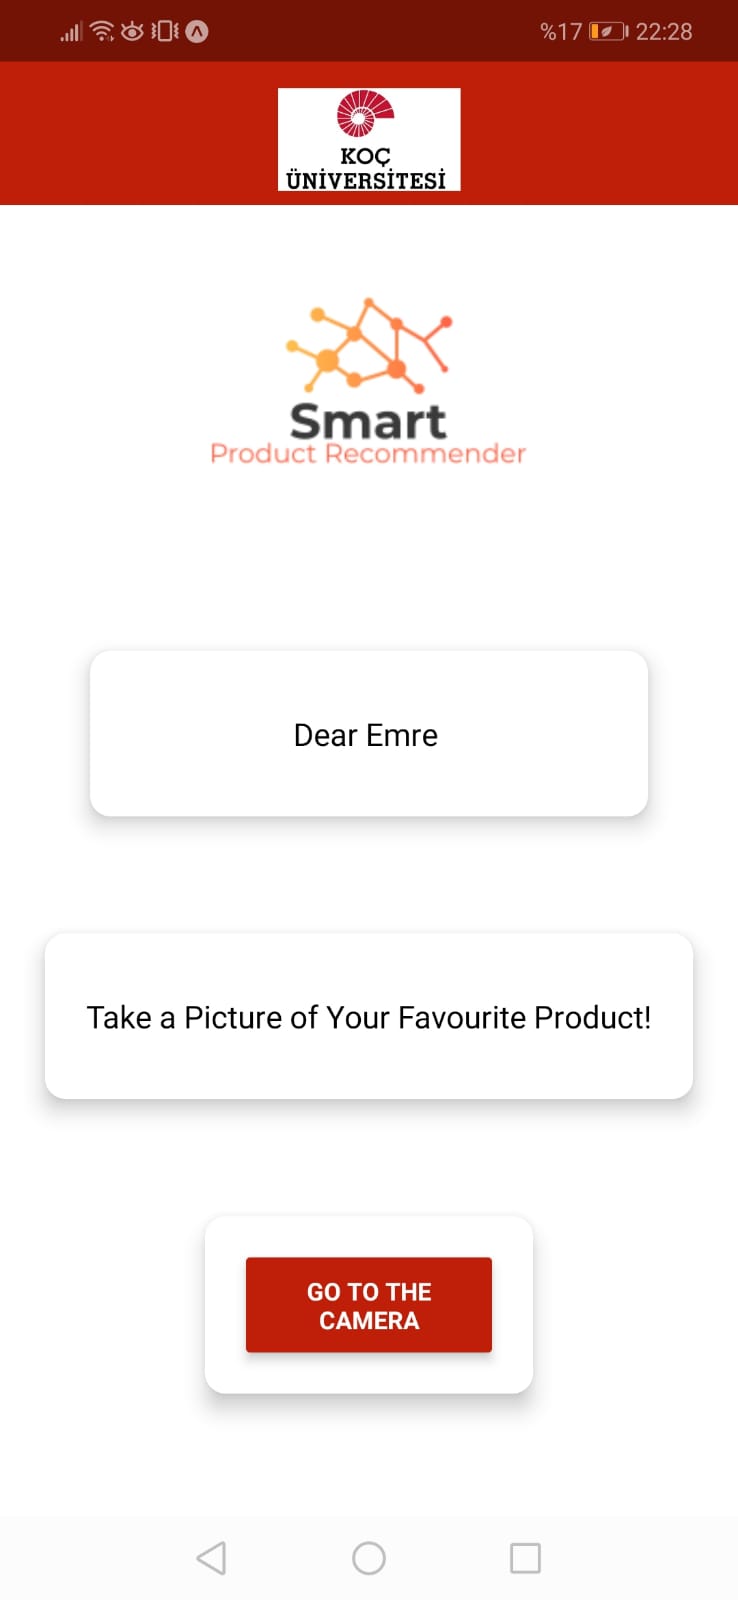 %17 22:28
KOÇ
ÜNİVERSİTESİ
Smart
Product Recommender
Dear Emre
Take a Picture of Your Favourite Product!
GO TO THE
CAMERA